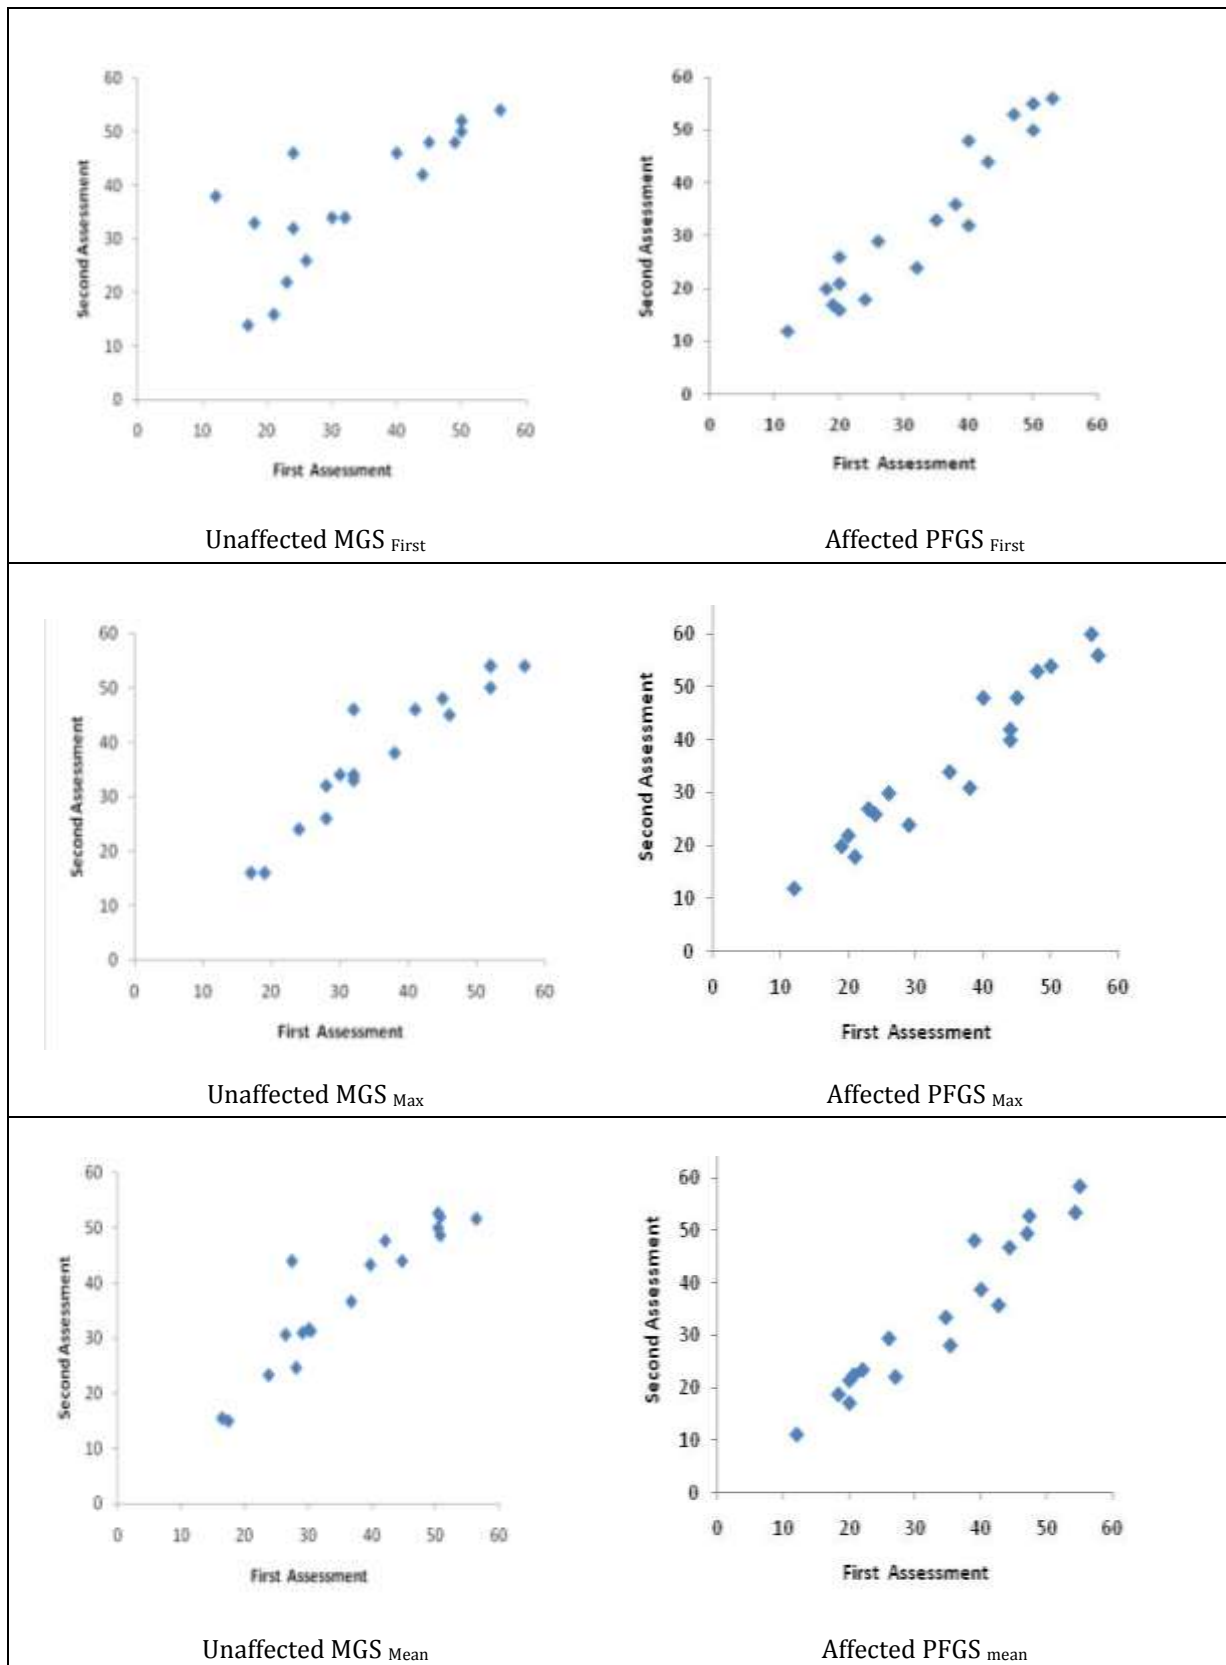 60
50
40
30
20
10
0
Second Assessment
0 10 20 30 40 50 60
First Assessment
Unaffected MGS First
60
50
40
30
20
10
0
Second Assessment
0 10 20 30 40 50 60
First Assessment
Affected PFGS First
60
50
40
30
20
10
0
Second Assessment
0 10 20 30 40 50 60
First Assessment
Unaffected MGS Max
60
50
40
30
20
10
0
Second Assessment
0 10 20 30 40 50 60
First Assessment
Affected PFGS Max
60
50
40
30
20
10
0
Second Assessment
0 10 20 30 40 50 60
First Assessment
Unaffected MGS Mean
60
50
40
30
20
10
0
Second Assessment
0 10 20 30 40 50 60
First Assessment
Affected PFGS mean